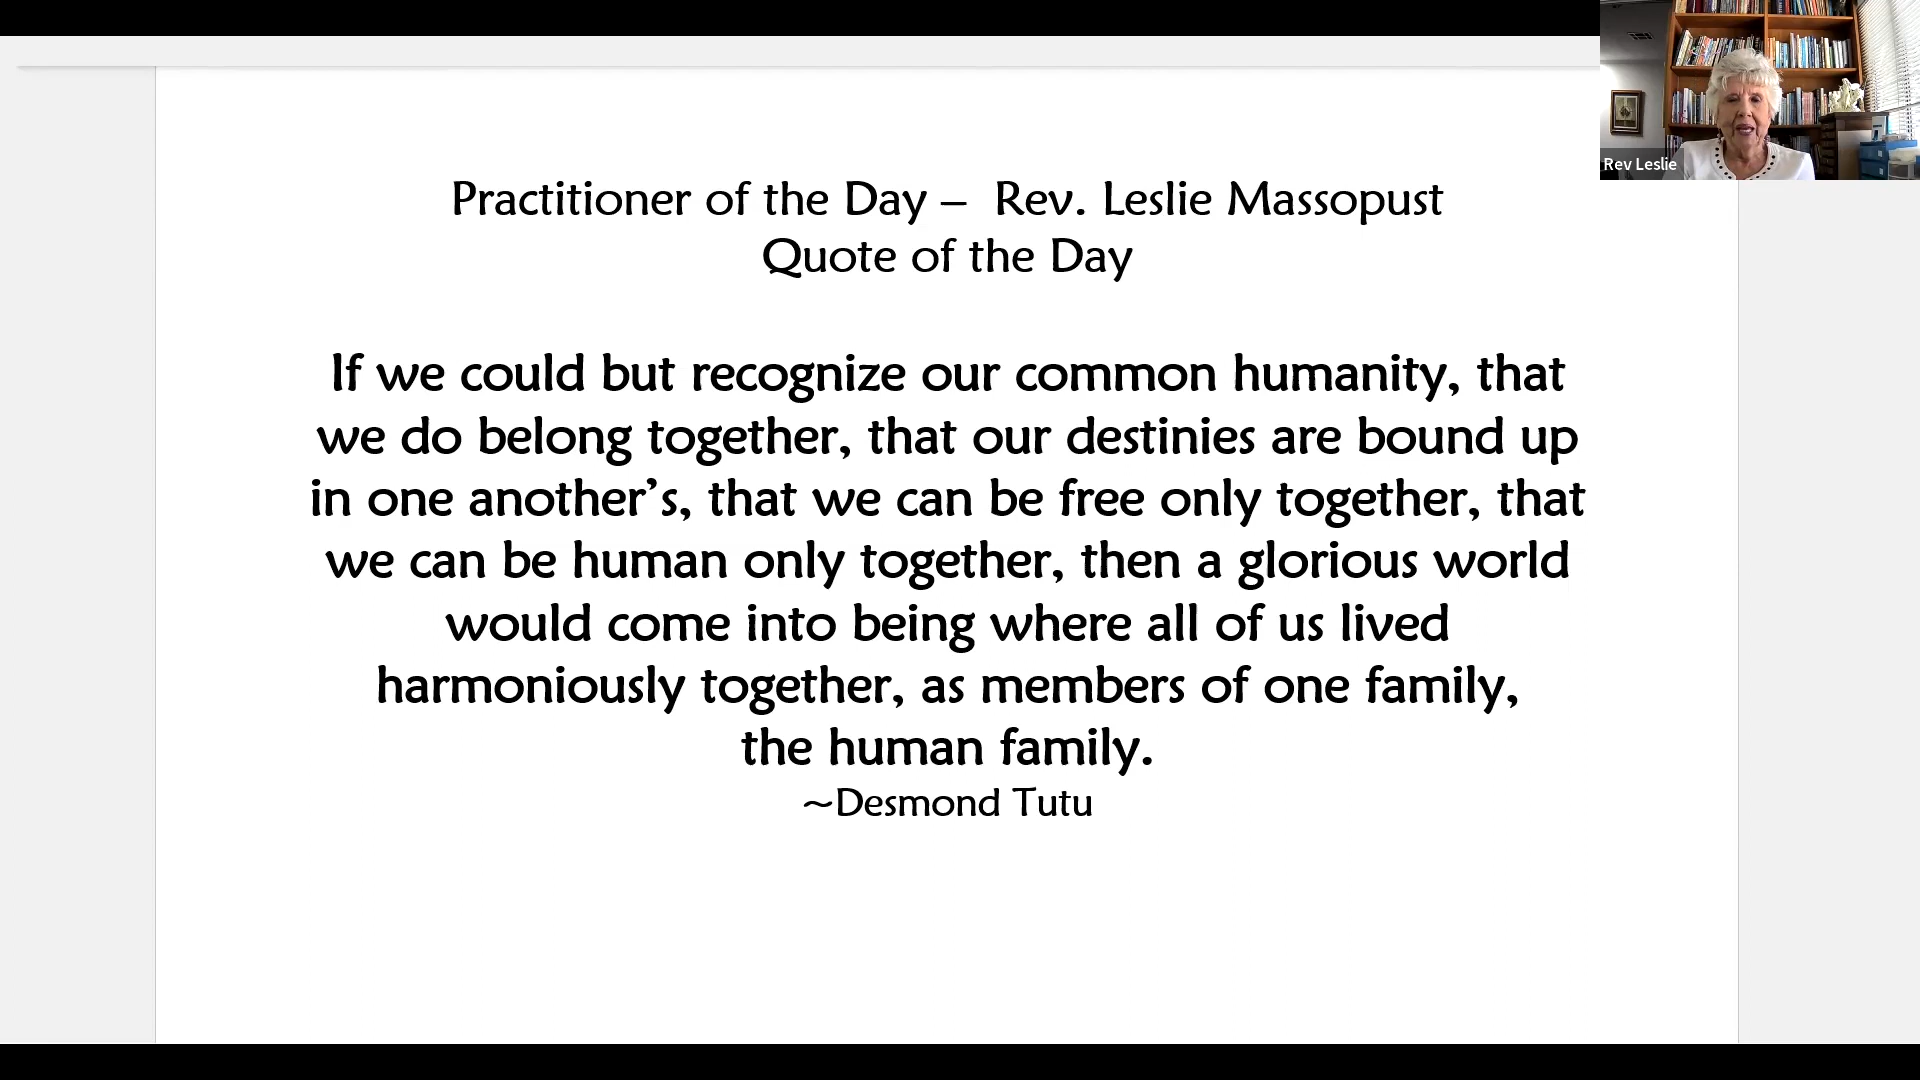 Practitioner of the Day – Rev. Leslie Massopust
Quote of the Day
If we could but recognize our common humanity, that
we do belong together, that our destinies are bound up
in one another’s, that we can be free only together, that
we can be human only together, then a glorious world
would come into being where all of us lived
harmoniously together, as members of one family,
the human family.
~Desmond Tutu
Rev Leslie